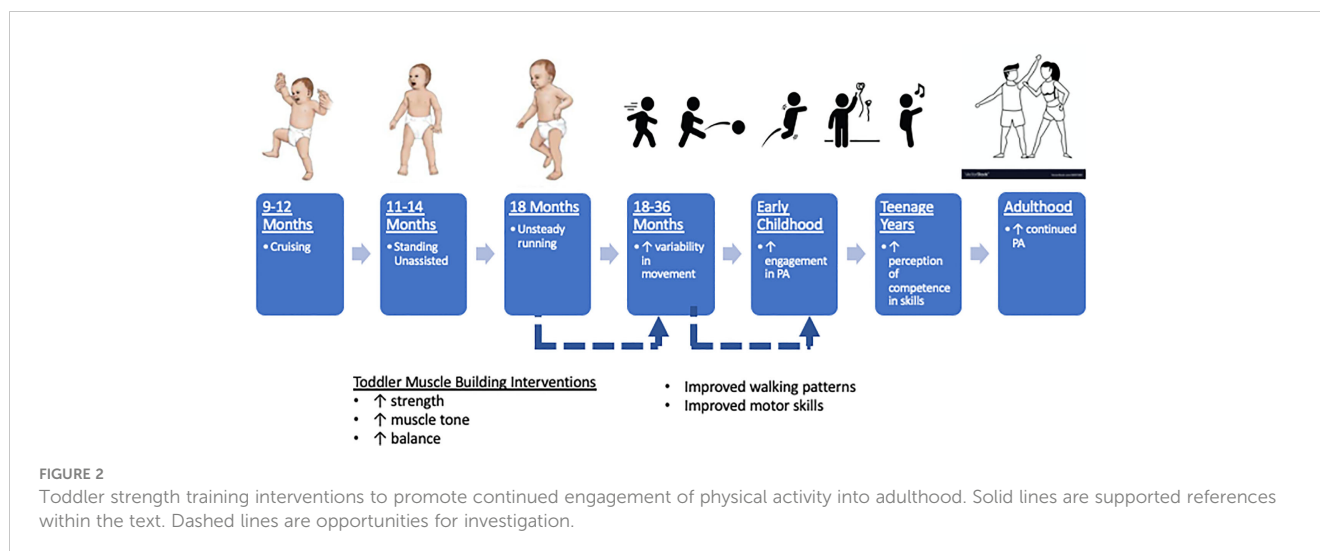 9-12
Months
• Cruising
11-14
Months
• Standing
Unassisted
18 Months
• Unsteady
running
18-36
Months
• ↑ variability
in
movement
Early
Childhood
• ↑
engagement
in PA
Teenage
Years
• ↑
perception
of
competence
in skills
Adulthood
• ↑ continued
PA
Toddler Muscle Building Interventions
• ↑ strength
• ↑ muscle tone
• ↑ balance
• Improved walking patterns
• Improved motor skills
FIGURE 2
Toddler strength training interventions to promote continued engagement of physical activity into adulthood. Solid lines are supported references
within the text. Dashed lines are opportunities for investigation.